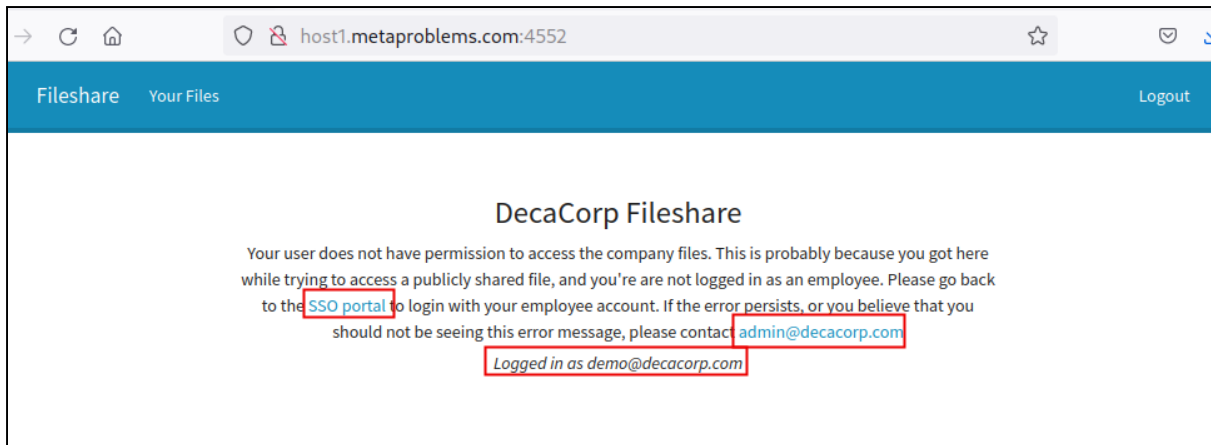 host1.metaproblems.com:4552
Fileshare Your Files Logout
DecaCorp Fileshare
Your user does not have permission to access the company files. This is probably because you got here
while trying to access a publicly shared file, and you're are not logged in as an employee. Please go back
to the SSO portal to login with your employee account. If the error persists, or you believe that you
should not be seeing this error message, please contact admin@decacorp.com
Logged in as demo@decacorp.com